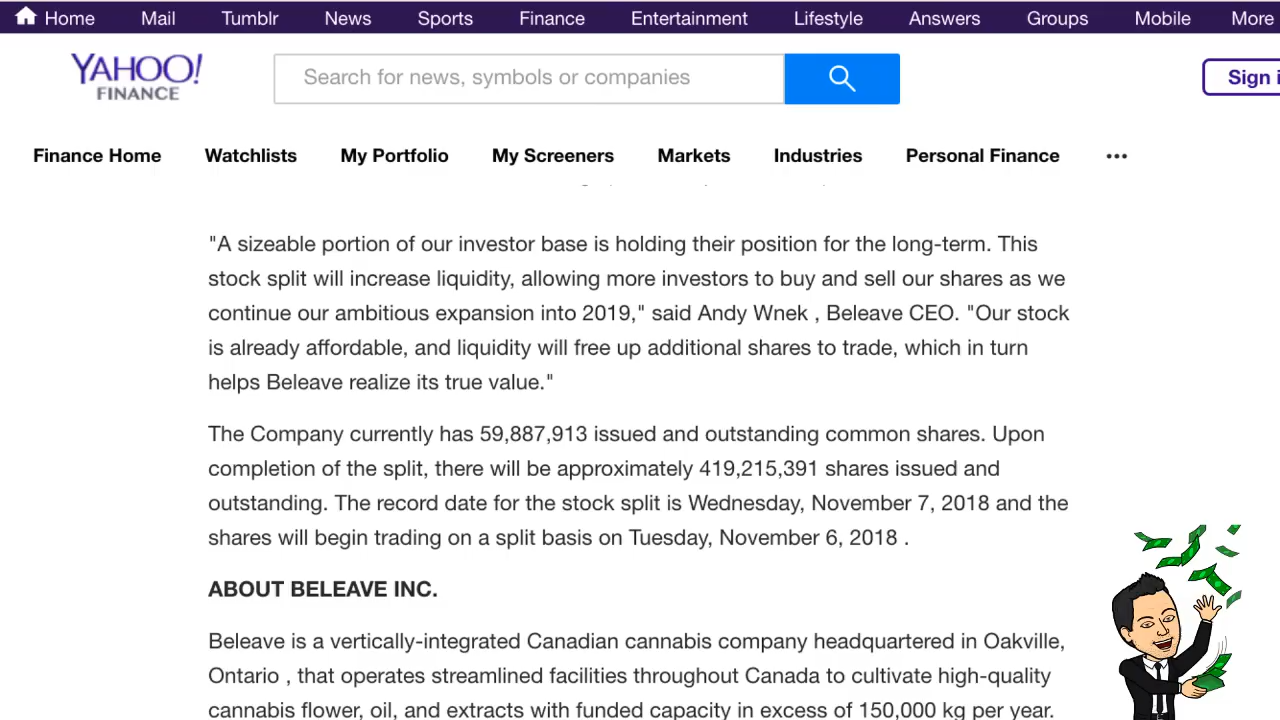 Home Mail Tumblr News Sports Finance Entertainment Lifestyle Answers Groups Mobile More
YAHOO! FINANCE
Search for news, symbols or companies
Sign i
Finance Home Watchlists My Portfolio My Screeners Markets Industries Personal Finance •••
"A sizeable portion of our investor base is holding their position for the long-term. This
stock split will increase liquidity, allowing more investors to buy and sell our shares as we
continue our ambitious expansion into 2019," said Andy Wnek , Beleave CEO. "Our stock
is already affordable, and liquidity will free up additional shares to trade, which in turn
helps Beleave realize its true value."
The Company currently has 59,887,913 issued and outstanding common shares. Upon
completion of the split, there will be approximately 419,215,391 shares issued and
outstanding. The record date for the stock split is Wednesday, November 7, 2018 and the
shares will begin trading on a split basis on Tuesday, November 6, 2018 .
ABOUT BELEAVE INC.
Beleave is a vertically-integrated Canadian cannabis company headquartered in Oakville,
Ontario , that operates streamlined facilities throughout Canada to cultivate high-quality
cannabis flower, oil, and extracts with funded capacity in excess of 150,000 kg per year.